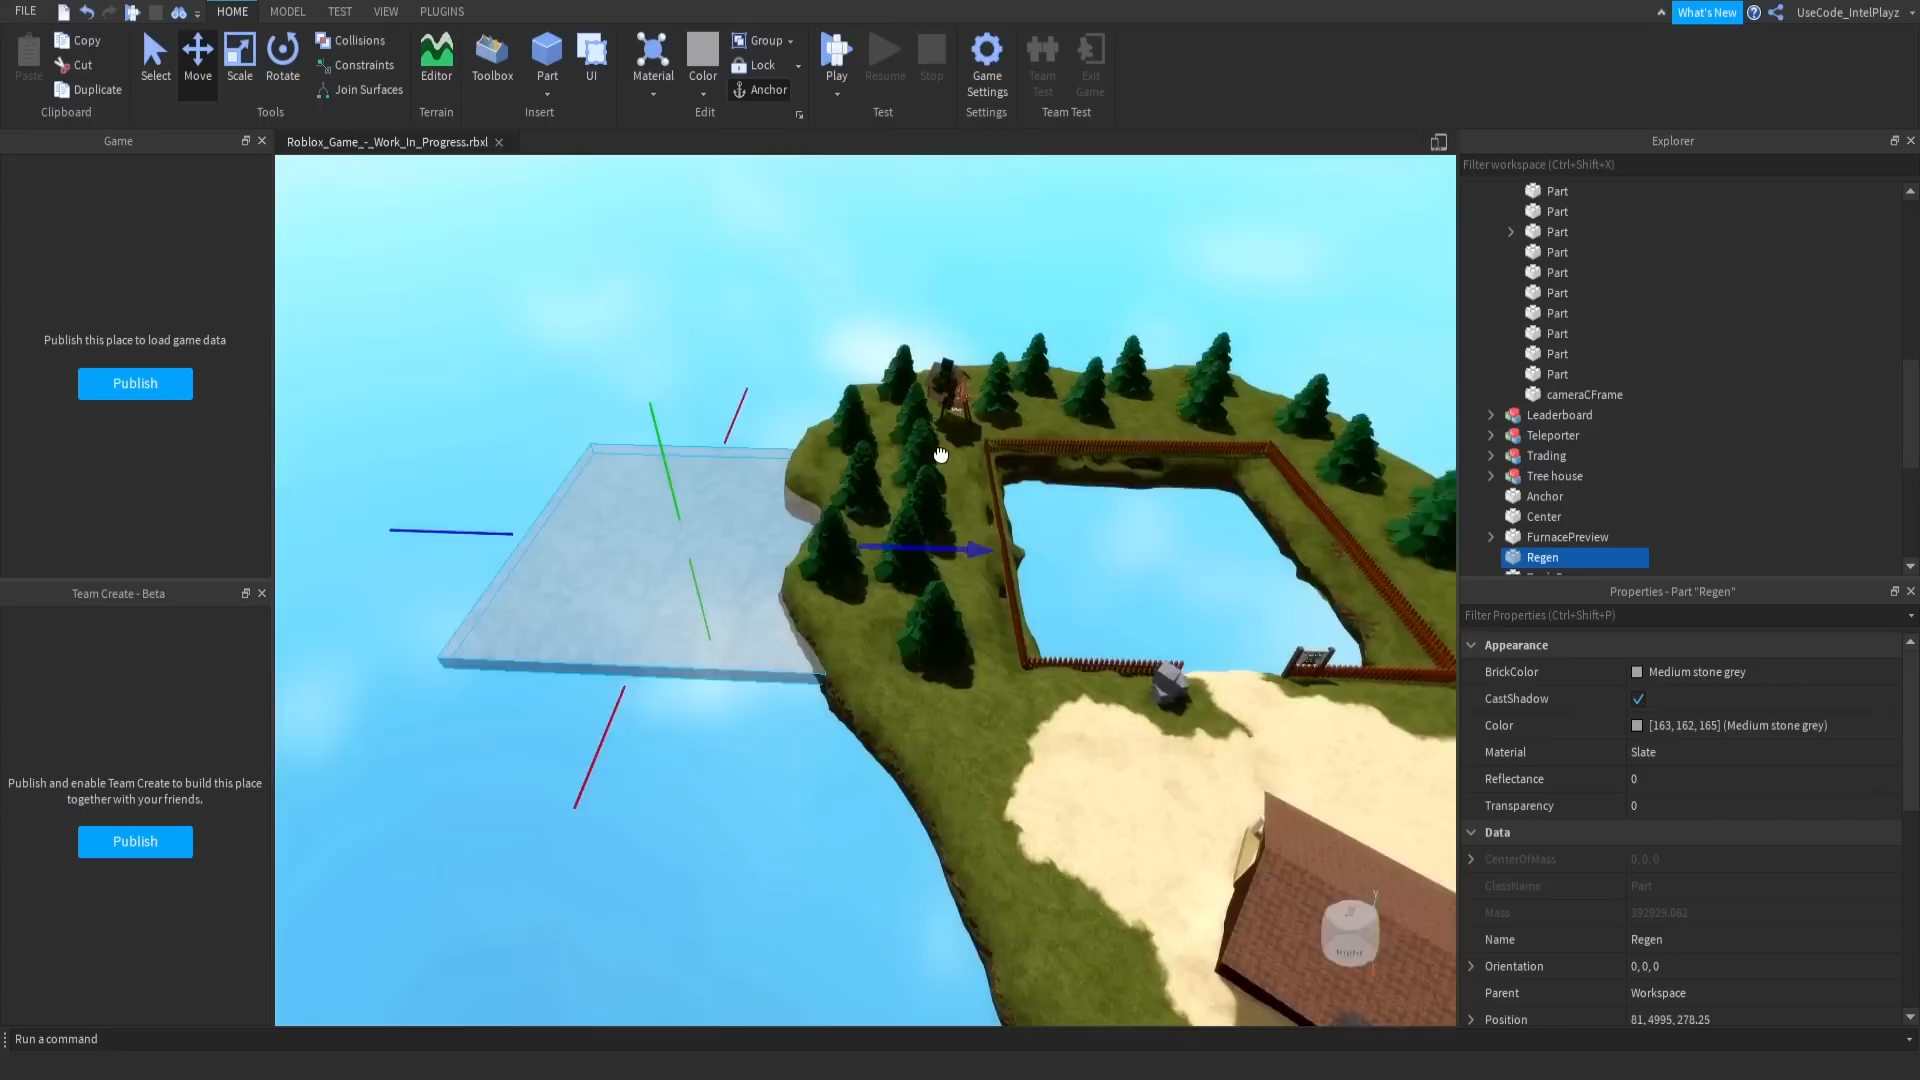 FILE HOME MODEL TEST VIEW PLUGINS What's New UseCode_IntelPlayz
Paste Copy Cut Duplicate
Select Move Scale Rotate
Collisions Constraints Join Surfaces
Editor Toolbox Part UI
Material Color Group Lock Anchor
Play Resume Stop
Game Settings Team Test Exit Game
Clipboard Tools Terrain Insert Edit Test Settings Team Test
Game
Roblox_Game_-_Work_In_Progress.rbxl
Explorer
Filter workspace (Ctrl+Shift+X)
Part
Part
Part
Part
Part
Part
Part
Part
Part
Part
cameraCFrame
Leaderboard
Teleporter
Trading
Tree house
Anchor
Center
FurnacePreview
Regen
Publish this place to load game data
Publish
Team Create - Beta
Publish and enable Team Create to build this place
together with your friends.
Publish
Properties - Part "Regen"
Filter Properties (Ctrl+Shift+P)
Appearance
BrickColor Medium stone grey
CastShadow
Color [163, 162, 165] (Medium stone grey)
Material Slate
Reflectance 0
Transparency 0
Data
CenterOfMass 0, 0, 0
ClassName Part
Mass 392929.062
Name Regen
Orientation 0, 0, 0
Parent Workspace
Position 81, 4995, 278.25
y
Right
Run a command